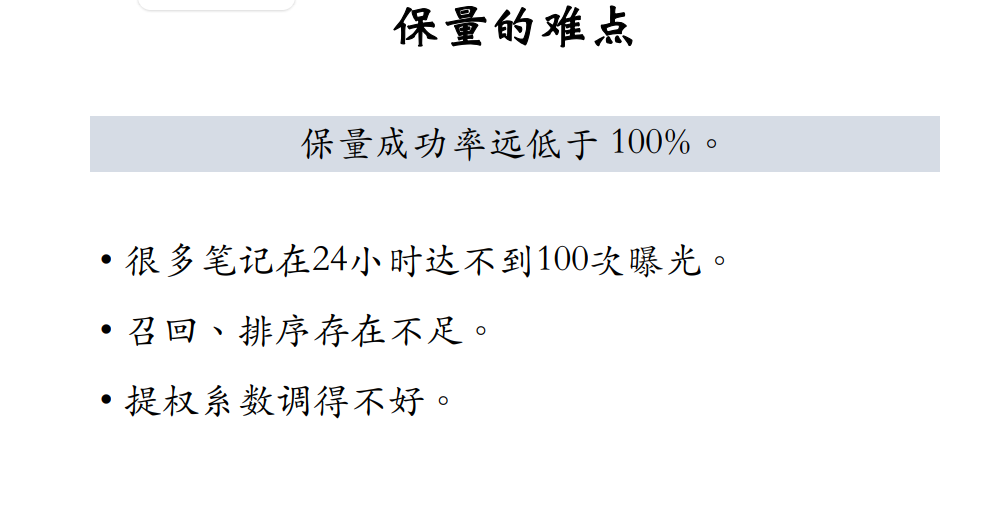 保量的难点
保量成功率远低于 100%。
• 很多笔记在24小时达不到100次曝光。
• 召回、排序存在不足。
• 提权系数调得不好。